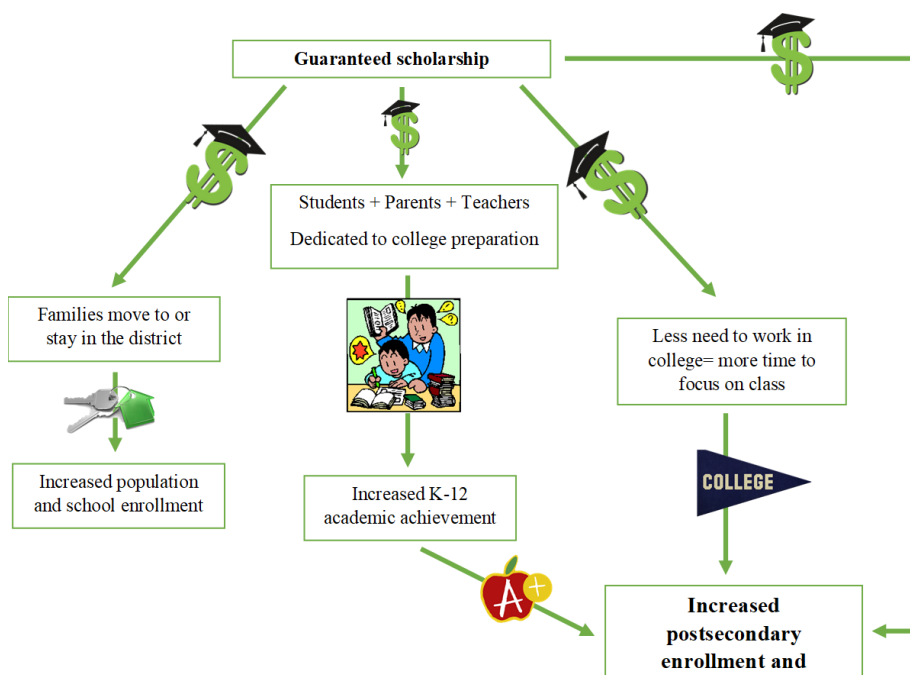 Guaranteed scholarship
Students + Parents + Teachers
Dedicated to college preparation
Families move to or
stay in the district
Less need to work in
college= more time to
focus on class
COLLEGE
Increased population
and school enrollment
Increased K-12
academic achievement
A+
Increased
postsecondary
enrollment and